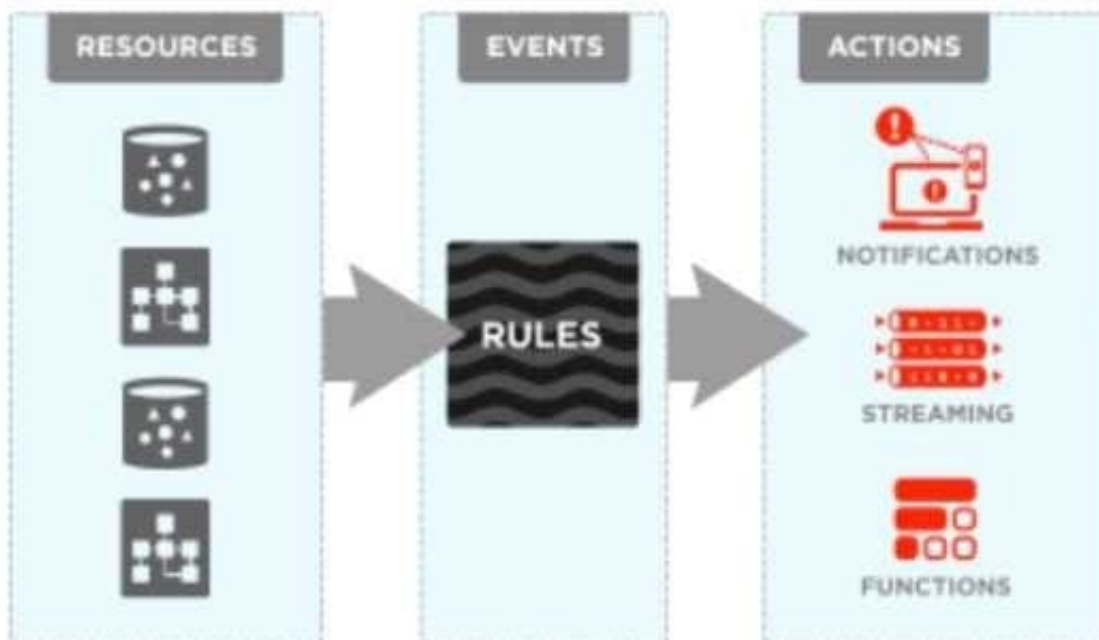 RESOURCES
EVENTS
ACTIONS
RULES
NOTIFICATIONS
STREAMING
FUNCTIONS